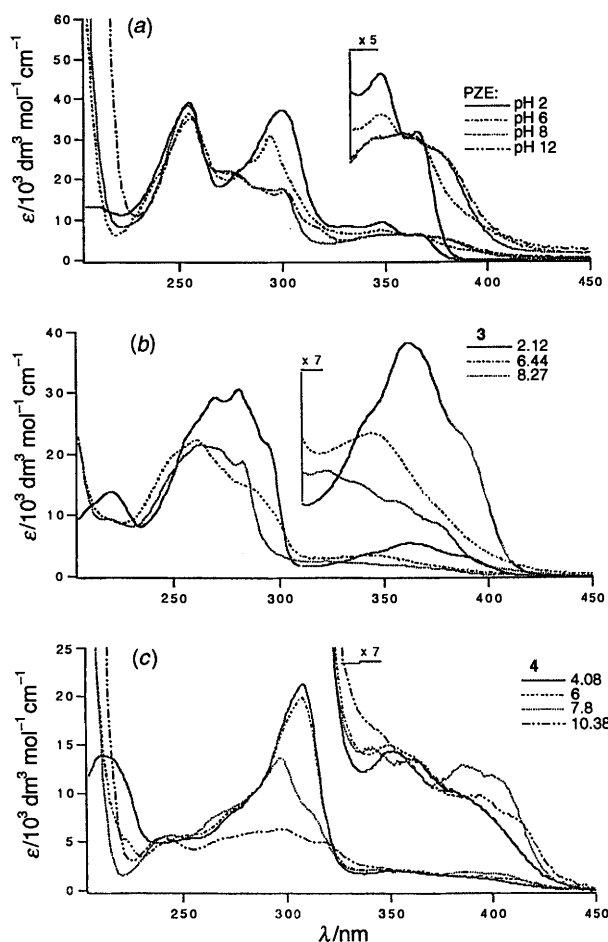 (a)
ε/10³ dm³ mol⁻¹ cm⁻¹
60
50
40
30
20
10
0
x 5
PZE:
pH 2
pH 6
pH 8
pH 12
250
300
350
400
450
(b)
ε/10³ dm³ mol⁻¹ cm⁻¹
40
30
20
10
0
x 7
3
2.12
6.44
8.27
250
300
350
400
450
(c)
ε/10³ dm³ mol⁻¹ cm⁻¹
25
20
15
10
5
0
x 7
4
4.08
6
7.8
10.38
250
300
350
400
450
λ/nm